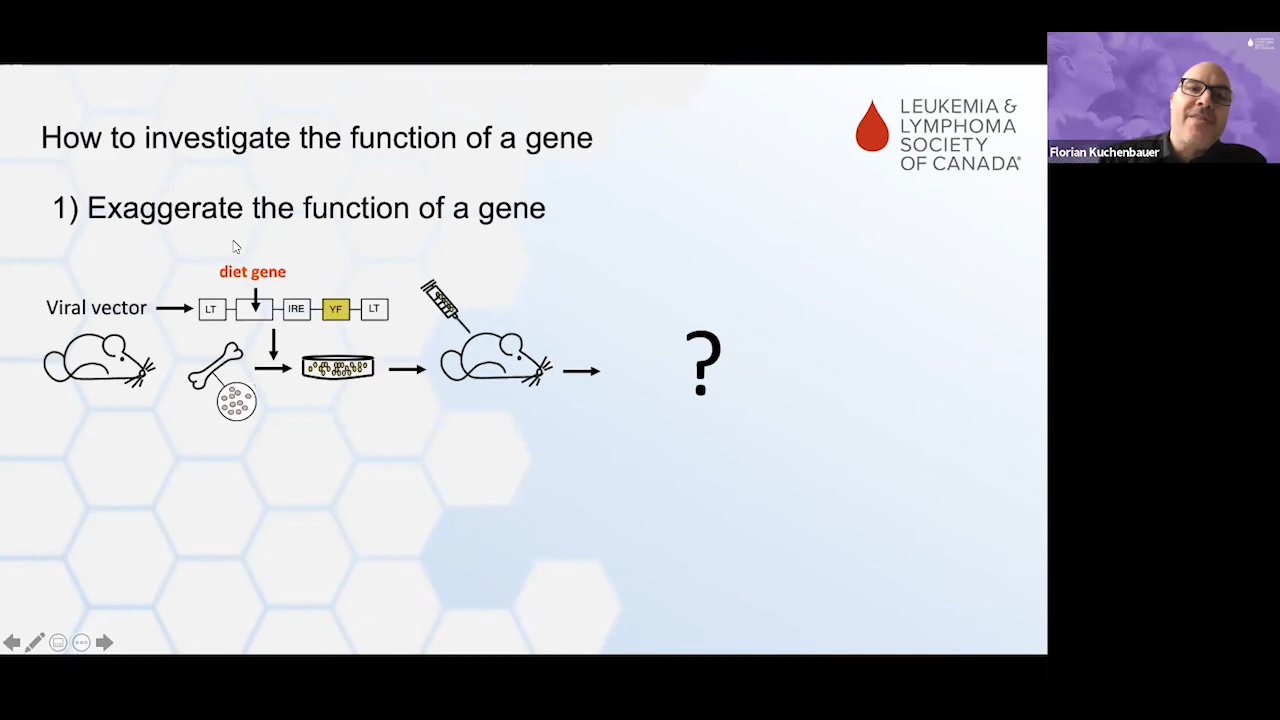 How to investigate the function of a gene
1) Exaggerate the function of a gene
diet gene
Viral vector
LT
IRE
YF
LT
?
LEUKEMIA &
LYMPHOMA
SOCIETY
OF CANADA®
Florian Kuchenbauer